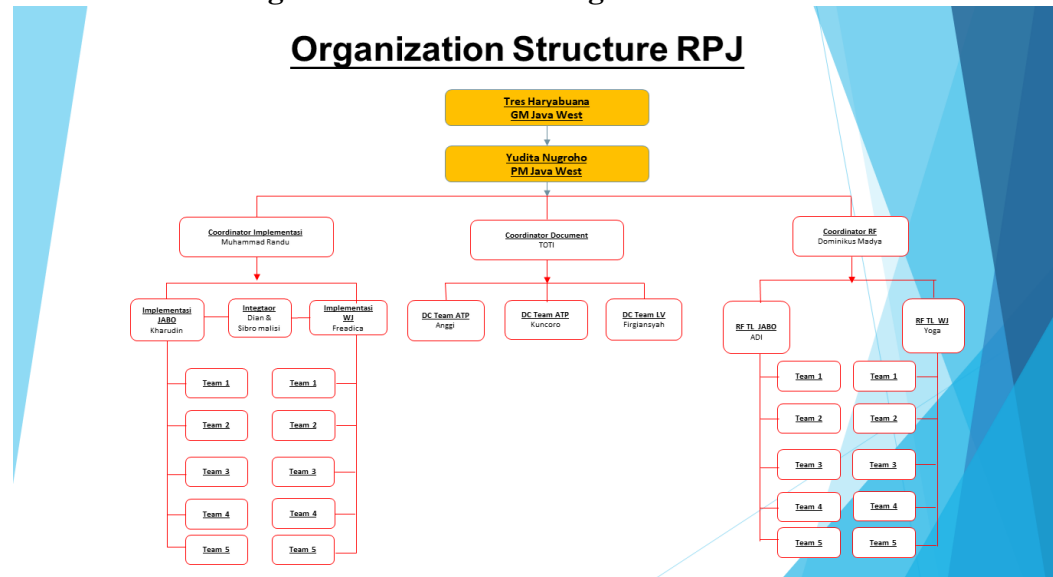 Organization Structure RPJ
Tres Haryabuana
GM Java West
Yudita Nugroho
PM Java West
Coordinator Implementasi
Muhammad Randu
Coordinator Document
TOTI
Coordinator RF
Dominikus Madya
Implementasi
JABO
Kharudin
Integtaor
Dian &
Sibro malisi
Implementasi
WJ
Freadica
DC Team ATP
Anggi
DC Team ATP
Kuncoro
DC Team LV
Firgiansyah
RF TL JABO
ADI
RF TL WJ
Yoga
Team 1
Team 1
Team 1
Team 1
Team 2
Team 2
Team 2
Team 2
Team 3
Team 3
Team 3
Team 3
Team 4
Team 4
Team 4
Team 4
Team 5
Team 5
Team 5
Team 5